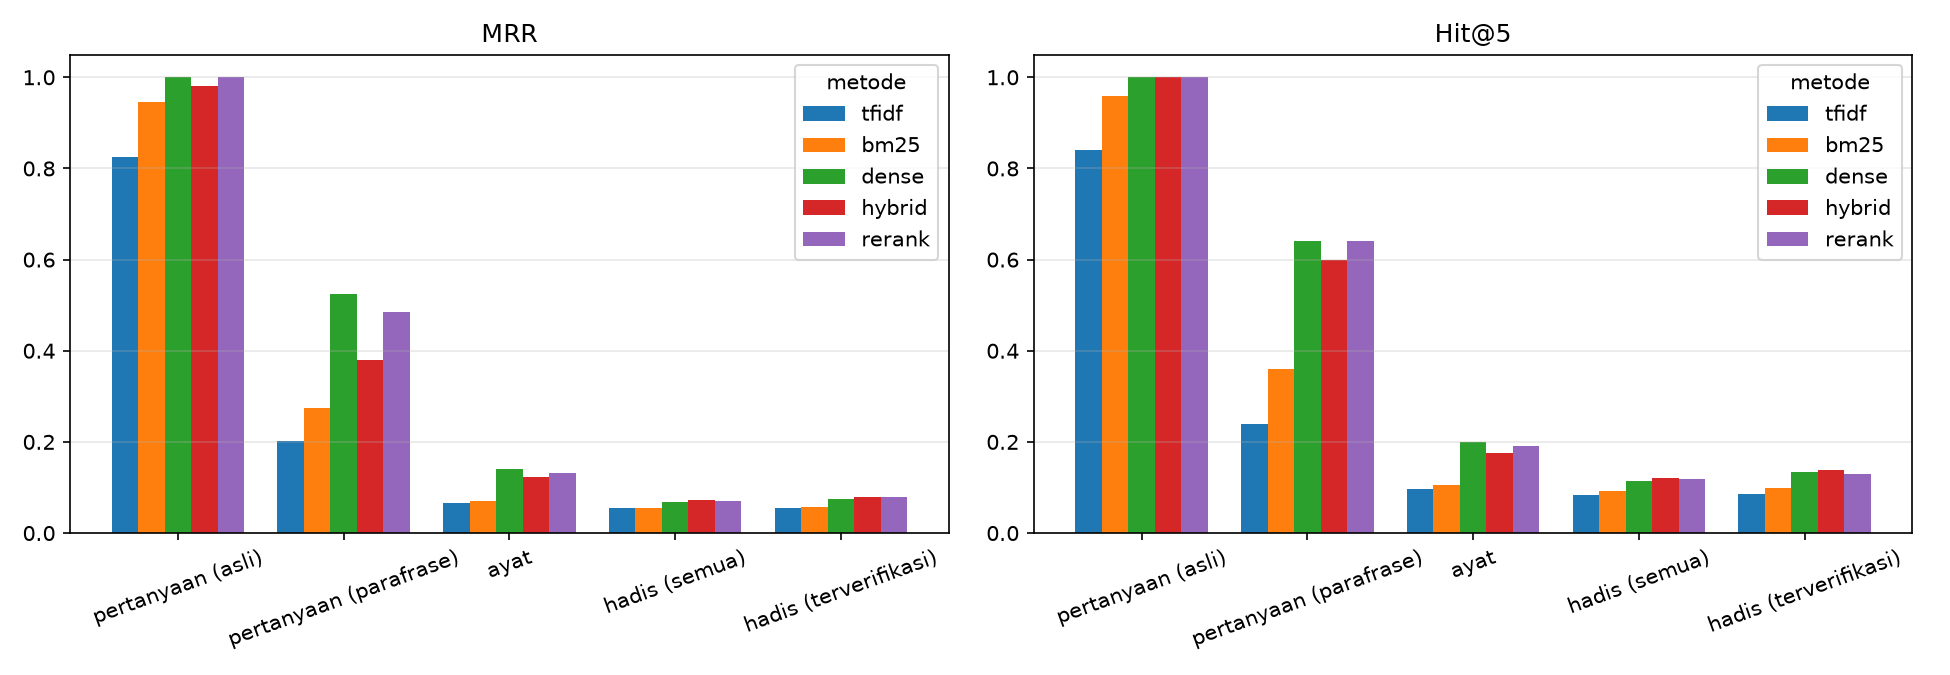 MRR
1.0
0.8
0.6
0.4
0.2
0.0
metode
tfidf
bm25
dense
hybrid
rerank
pertanyaan (asli)
pertanyaan (parafrase)
ayat
hadis (semua)
hadis (terverifikasi)
Hit@5
1.0
0.8
0.6
0.4
0.2
0.0
metode
tfidf
bm25
dense
hybrid
rerank
pertanyaan (asli)
pertanyaan (parafrase)
ayat
hadis (semua)
hadis (terverifikasi)